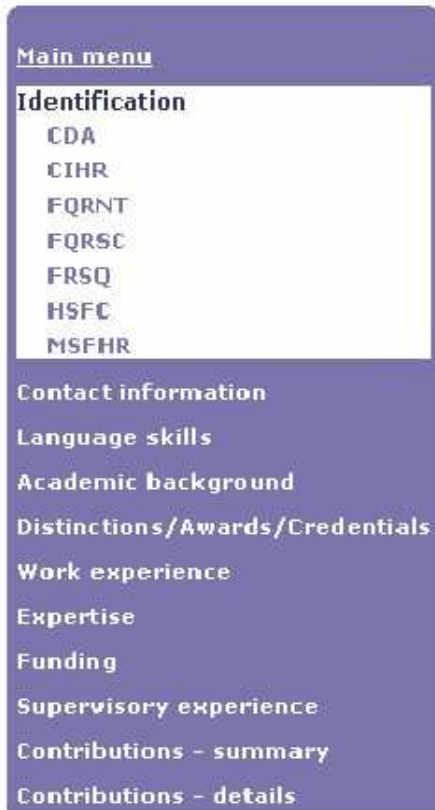 Main menu
Identification
CDA
CIHR
FQRNT
FQRSC
FRSQ
HSFC
MSFHR
Contact information
Language skills
Academic background
Distinctions/Awards/Credentials
Work experience
Expertise
Funding
Supervisory experience
Contributions - summary
Contributions - details